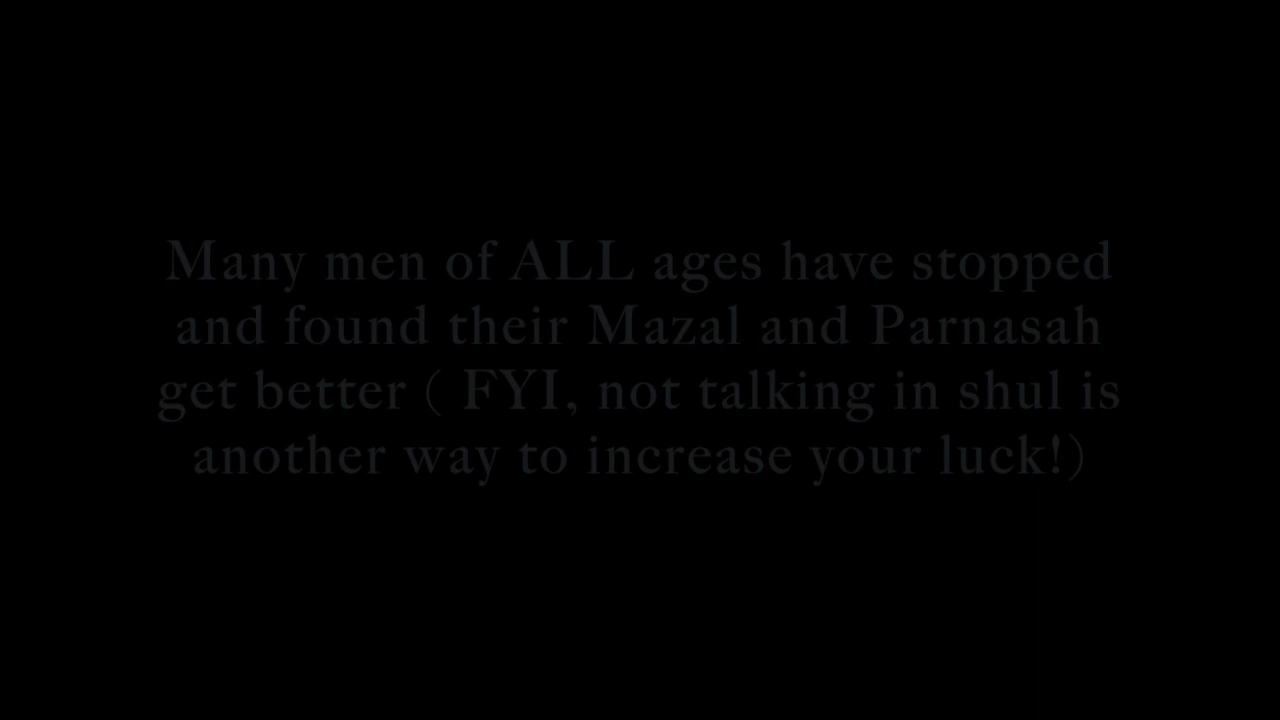 Many men of ALL ages have stopped
and found their Mazal and Parnasah
get better ( FYI, not talking in shul is
another way to increase your luck!)